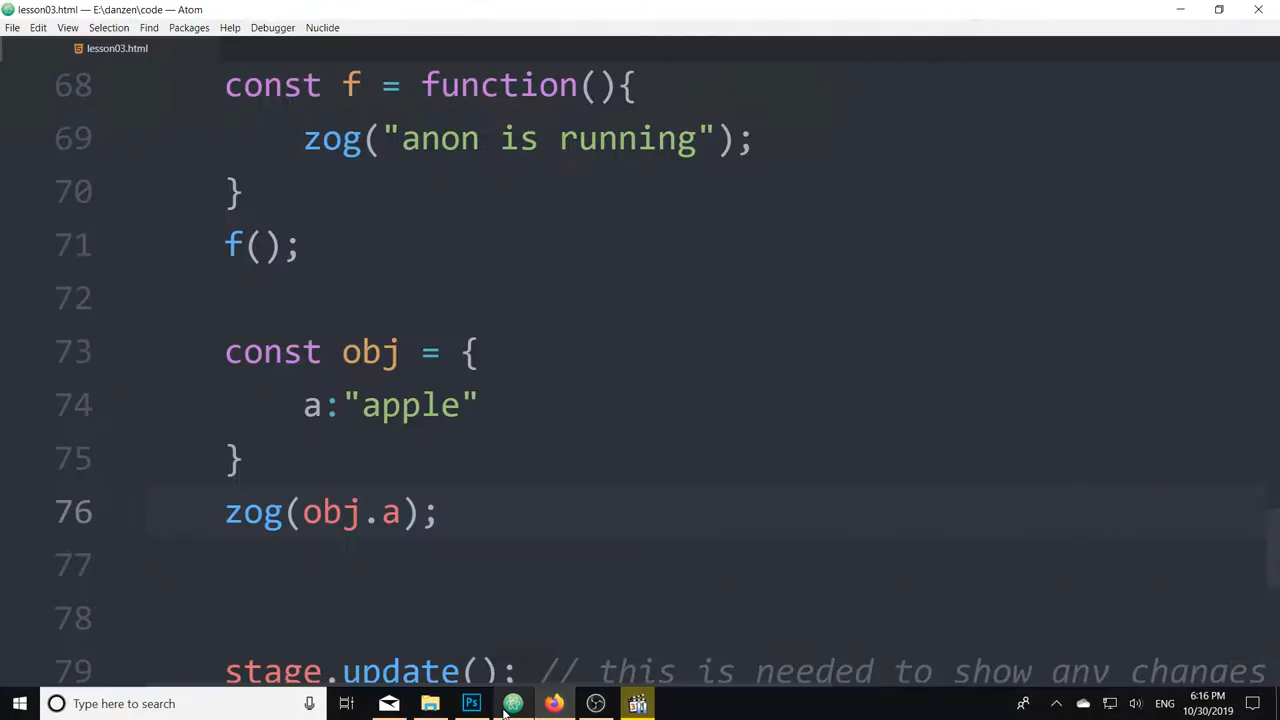 lesson03.html — E:\danzen\code — Atom
File Edit View Selection Find Packages Help Debugger Nuclide
lesson03.html
68 const f = function(){
69 zog("anon is running");
70 }
71 f();
72
73 const obj = {
74 a:"apple"
75 }
76 zog(obj.a);
77
78
79 stage.update(); // this is needed to show any changes
Type here to search
Ps
ENG
6:16 PM
10/30/2019